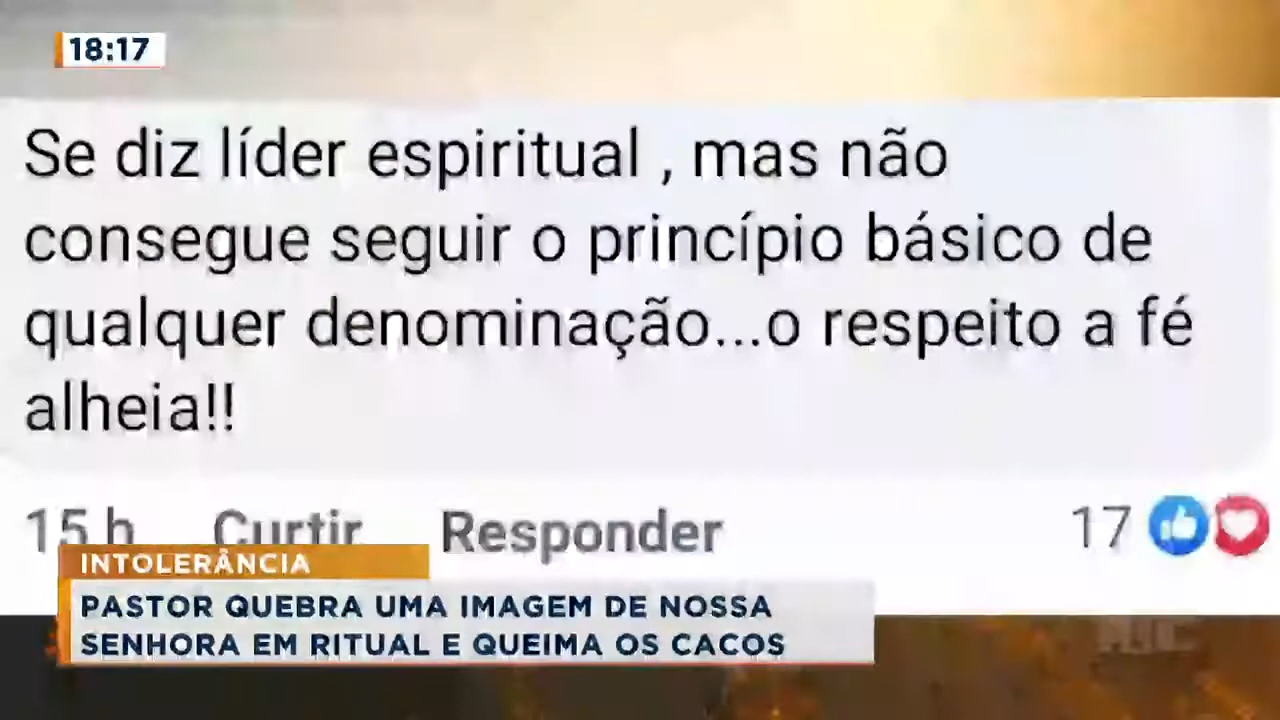 18:17
Se diz líder espiritual , mas não
consegue seguir o princípio básico de
qualquer denominação...o respeito a fé
alheia!!
15 h Curtir Responder 17
INTOLERÂNCIA
PASTOR QUEBRA UMA IMAGEM DE NOSSA
SENHORA EM RITUAL E QUEIMA OS CACOS